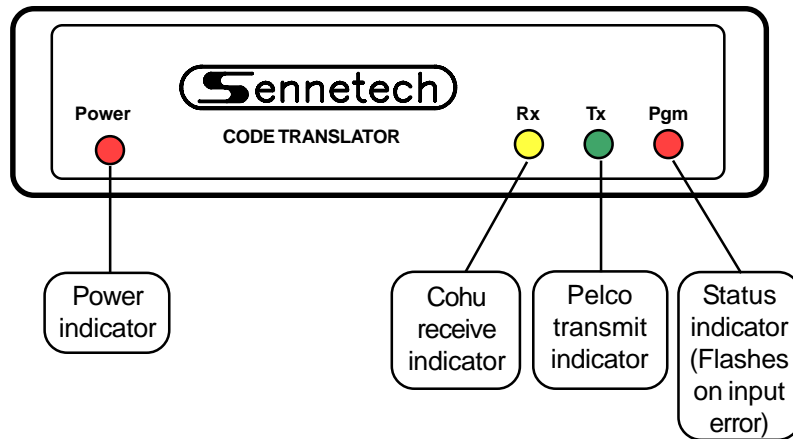 Sennetech
CODE TRANSLATOR
Power
Rx
Tx
Pgm
Power
indicator
Cohu
receive
indicator
Pelco
transmit
indicator
Status
indicator
(Flashes
on input
error)